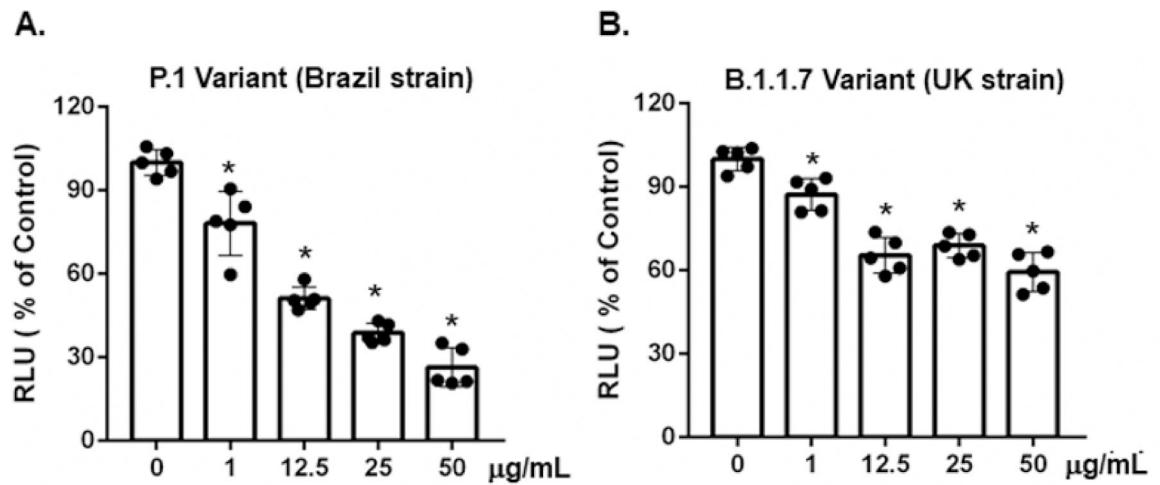 A.
P.1 Variant (Brazil strain)
RLU ( % of Control)
120
90
60
30
0
* * * *
0 1 12.5 25 50 µg/mL
B.
B.1.1.7 Variant (UK strain)
RLU ( % of Control)
120
90
60
30
0
* * * *
0 1 12.5 25 50 µg/mL